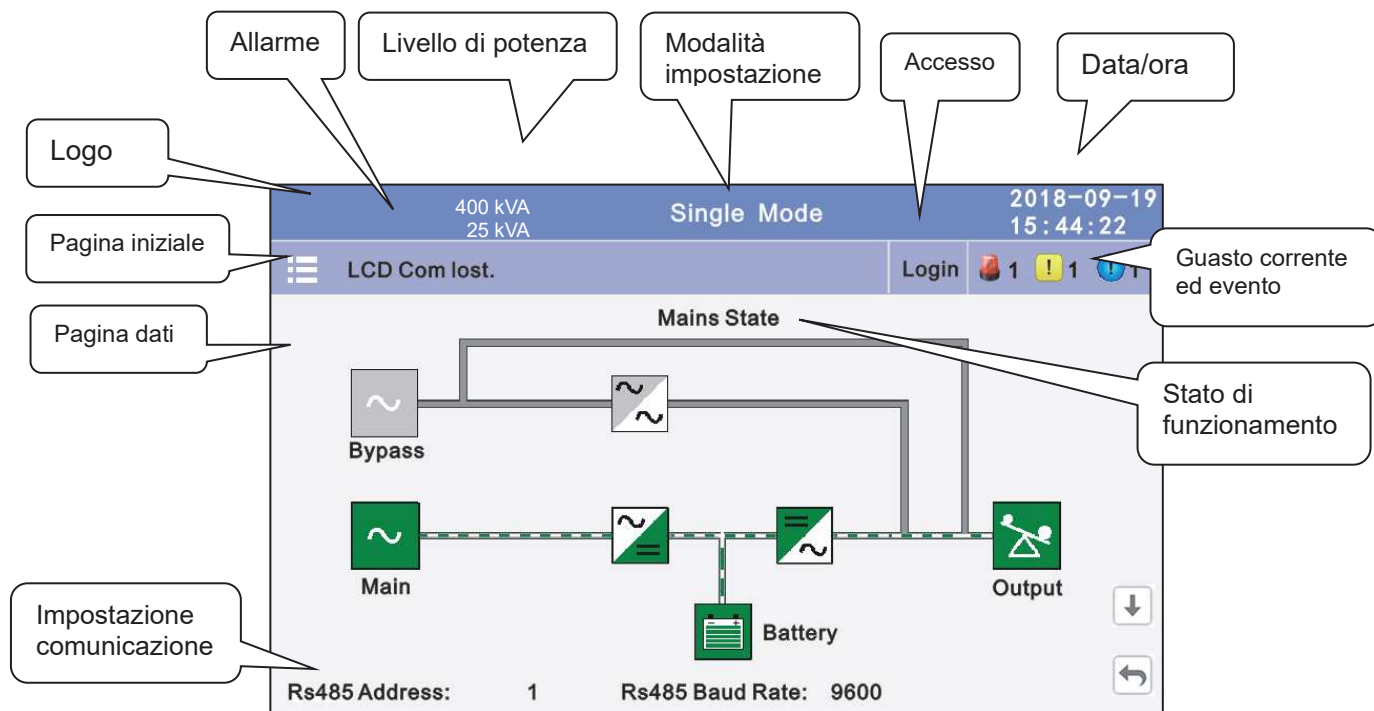 Allarme
Livello di potenza
Modalità
impostazione
Accesso
Data/ora
Logo
400 kVA
25 kVA
Single Mode
2018-09-19
15:44:22
Pagina iniziale
LCD Com lost.
Login
1
! 1
! 1
Guasto corrente
ed evento
Pagina dati
Mains State
Bypass
Stato di
funzionamento
Main
Output
Battery
Impostazione
comunicazione
Rs485 Address: 1
Rs485 Baud Rate: 9600